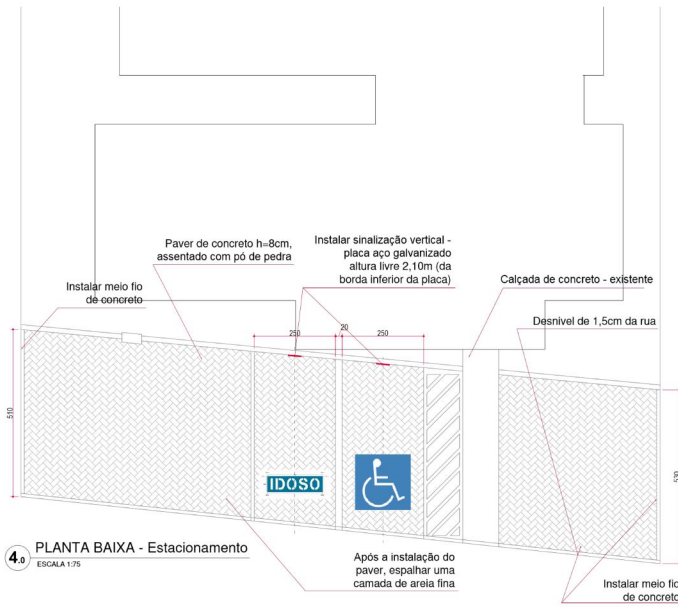 Paver de concreto h=8cm,
assentado com pó de pedra
Instalar sinalização vertical -
placa aço galvanizado
altura livre 2,10m (da
borda inferior da placa)
Instalar meio fio
de concreto
Calçada de concreto - existente
Desnivel de 1,5cm da rua
250
20
250
510
530
IDOSO
4.0
PLANTA BAIXA - Estacionamento
ESCALA 1:75
Após a instalação do
paver, espalhar uma
camada de areia fina
Instalar meio fio
de concreto